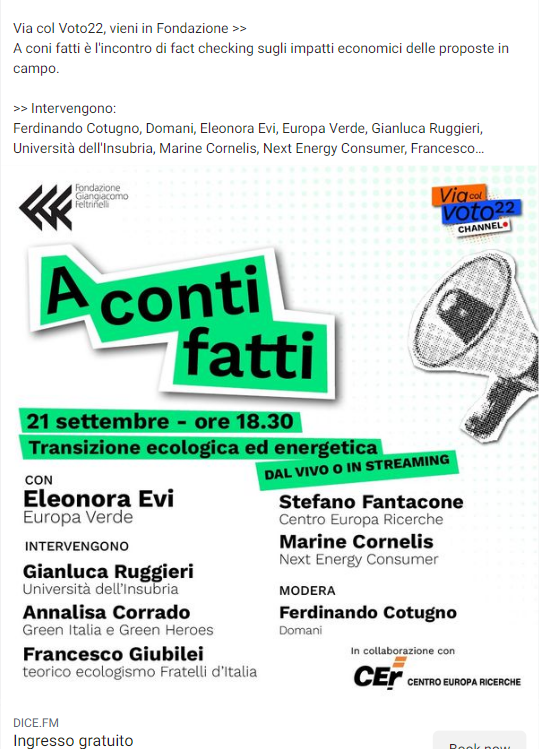 Via col Voto22, vieni in Fondazione >>
A coni fatti è l'incontro di fact checking sugli impatti economici delle proposte in
campo.
>> Intervengono:
Ferdinando Cotugno, Domani, Eleonora Evi, Europa Verde, Gianluca Ruggieri,
Università dell'Insubria, Marine Cornelis, Next Energy Consumer, Francesco...
Fondazione
Giangiacomo
Feltrinelli
Via col
voto22
CHANNEL
A conti
fatti
21 settembre - ore 18.30
Transizione ecologica ed energetica
DAL VIVO O IN STREAMING
CON
Eleonora Evi
Europa Verde
INTERVENGONO
Gianluca Ruggieri
Università dell'Insubria
Annalisa Corrado
Green Italia e Green Heroes
Francesco Giubilei
teorico ecologismo Fratelli d'Italia
Stefano Fantacone
Centro Europa Ricerche
Marine Cornelis
Next Energy Consumer
MODERA
Ferdinando Cotugno
Domani
In collaborazione con
CEr CENTRO EUROPA RICERCHE
DICE.FM
Ingresso gratuito
Book now